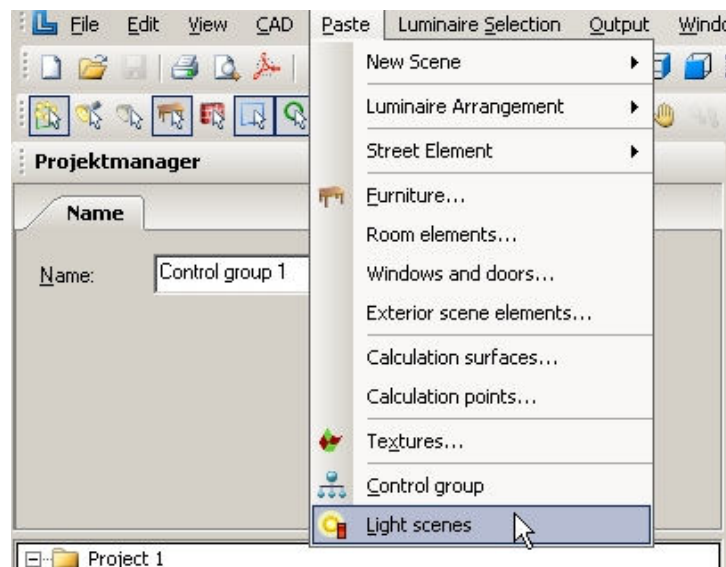 File Edit View CAD Paste Luminaire Selection Output Windo
New Scene
Luminaire Arrangement
Street Element
Projektmanager
Furniture...
Name
Room elements...
Name: Control group 1
Windows and doors...
Exterior scene elements...
Calculation surfaces...
Calculation points...
Textures...
Control group
Light scenes
Project 1